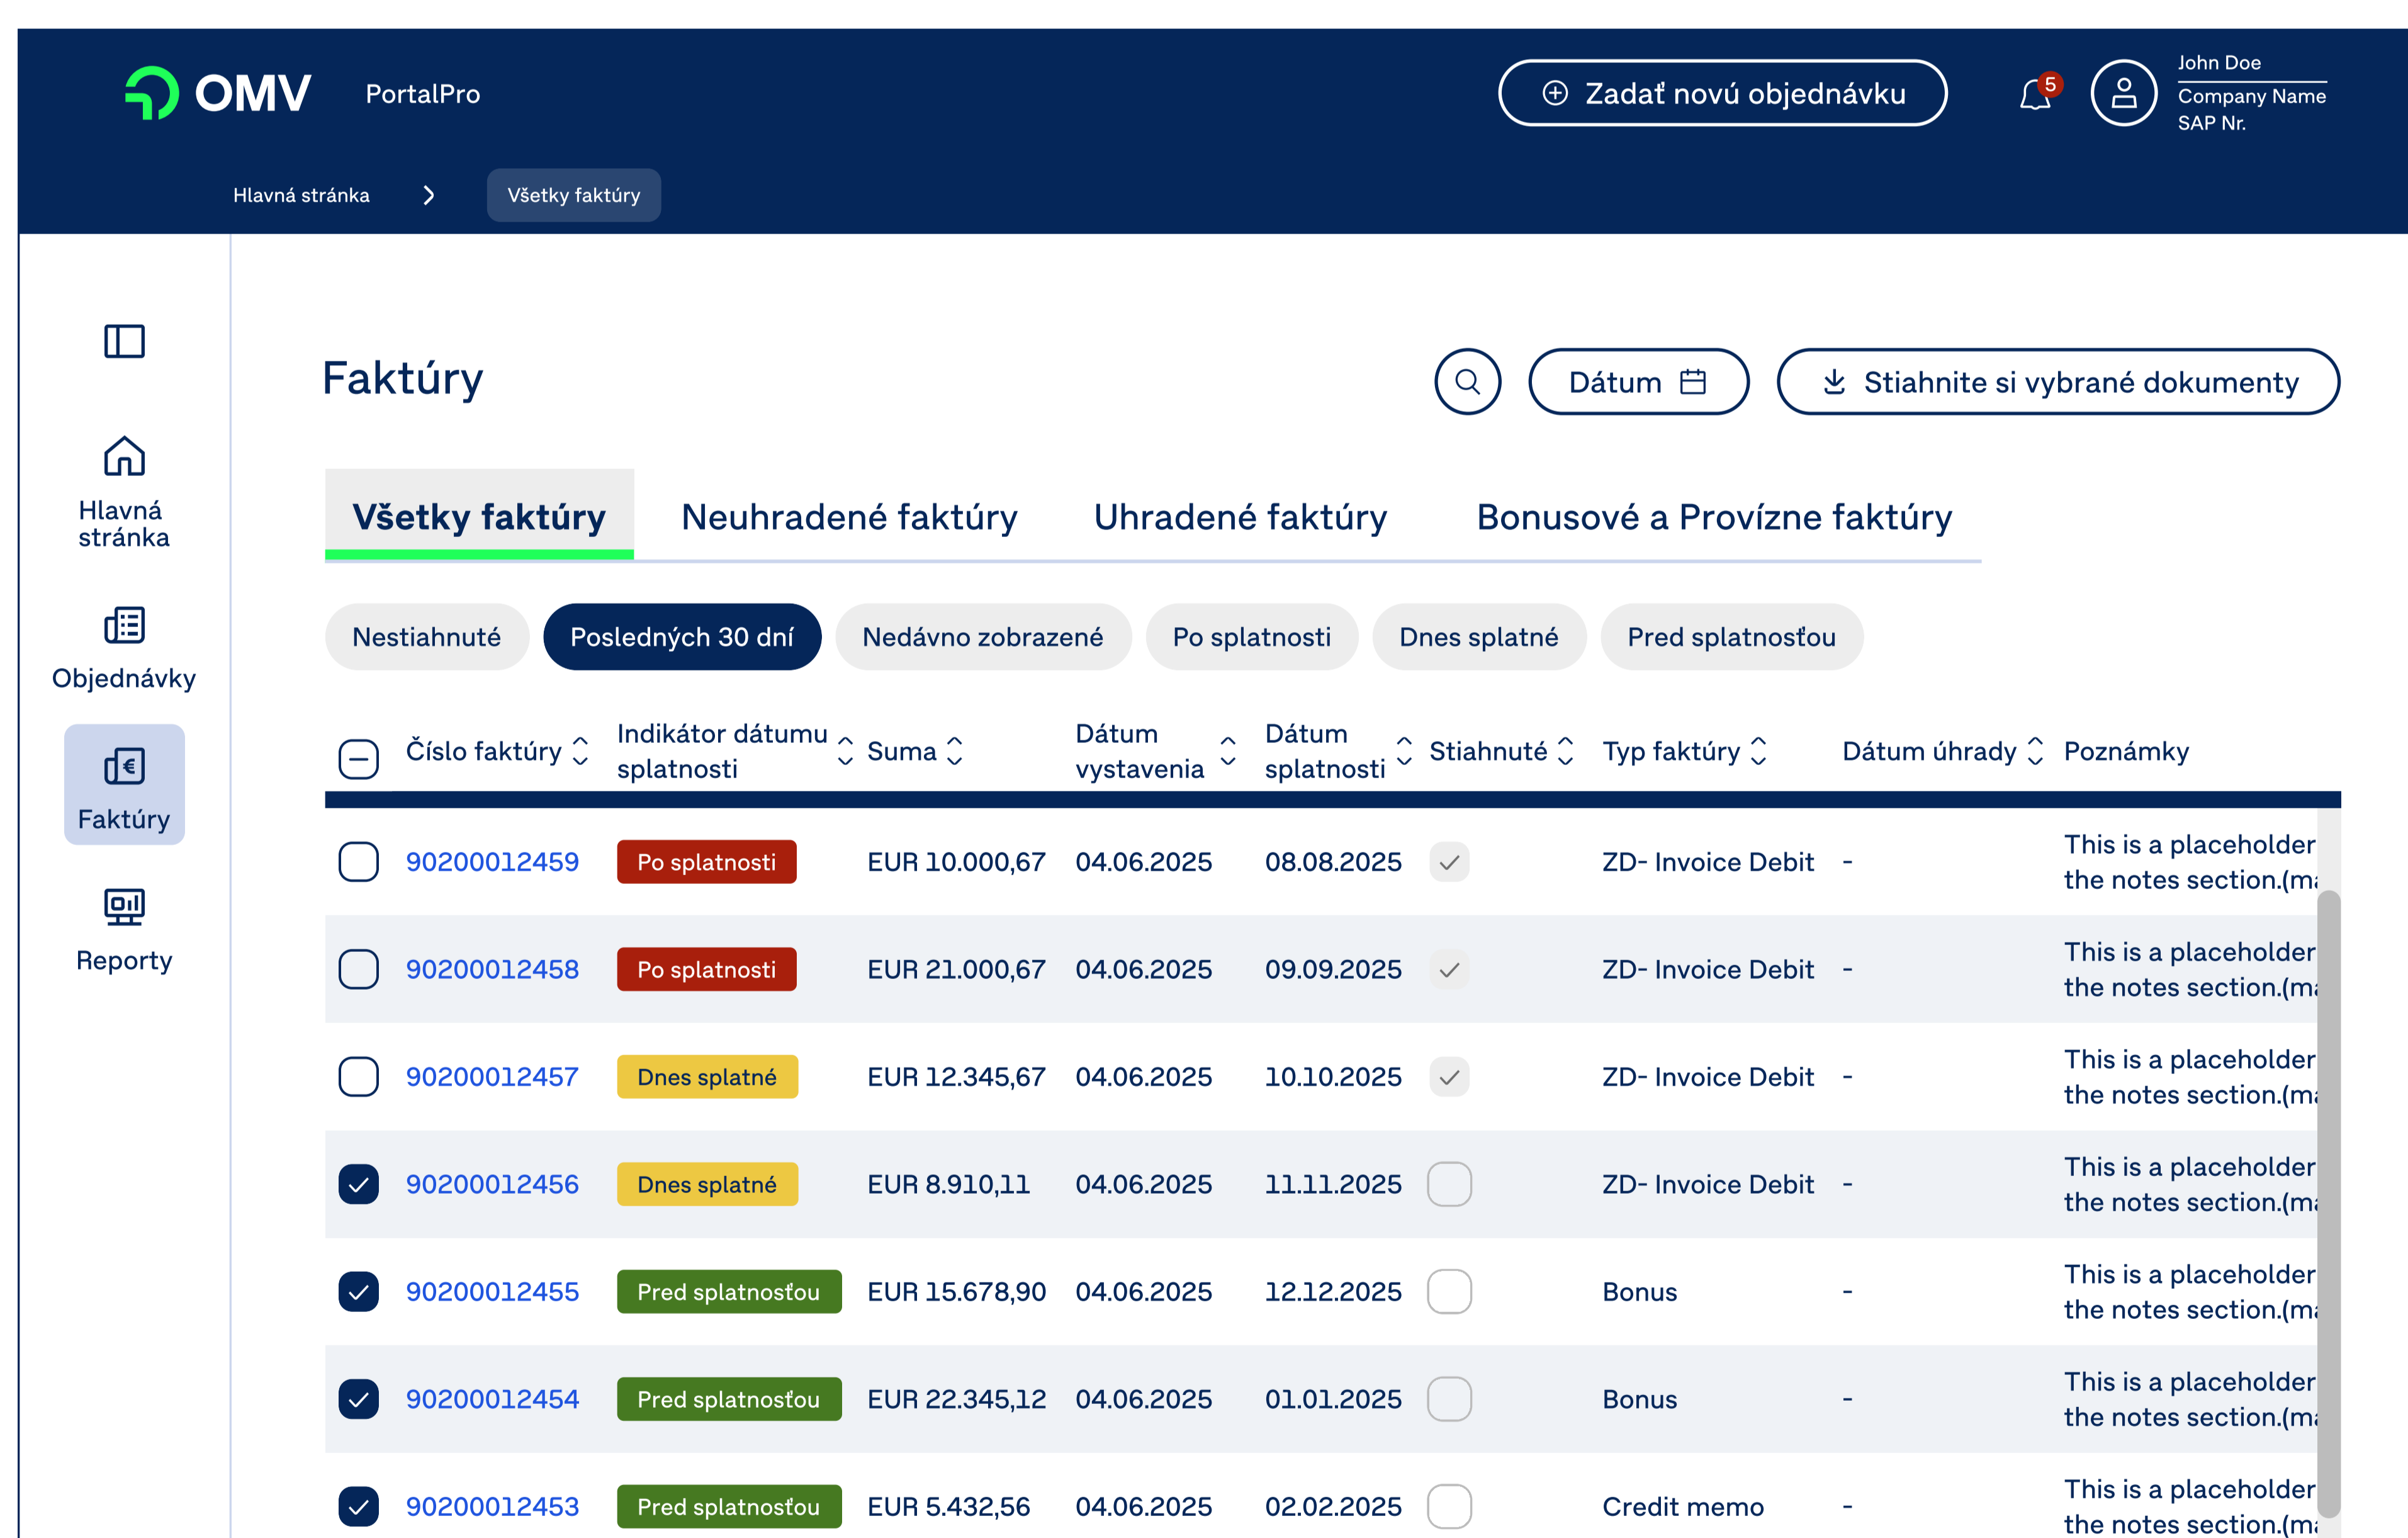 OMV
PortalPro
Zadať novú objednávku
5
John Doe
Company Name
SAP Nr.
Hlavná stránka
Všetky faktúry
Hlavná
stránka
Objednávky
€
Faktúry
Reporty
Faktúry
Dátum
Stiahnite si vybrané dokumenty
Všetky faktúry Neuhradené faktúry Uhradené faktúry Bonusové a Provízne faktúry
Nestiahnuté Posledných 30 dní Nedávno zobrazené Po splatnosti Dnes splatné Pred splatnosťou
Číslo faktúry
Indikátor dátumu
splatnosti
Suma
Dátum
vystavenia
Dátum
splatnosti
Stiahnuté
Typ faktúry
Dátum úhrady
Poznámky
90200012459 Po splatnosti EUR 10.000,67 04.06.2025 08.08.2025 ZD- Invoice Debit -
This is a placeholder
the notes section.
90200012458 Po splatnosti EUR 21.000,67 04.06.2025 09.09.2025 ZD- Invoice Debit -
This is a placeholder
the notes section.
90200012457 Dnes splatné EUR 12.345,67 04.06.2025 10.10.2025 ZD- Invoice Debit -
This is a placeholder
the notes section.
90200012456 Dnes splatné EUR 8.910,11 04.06.2025 11.11.2025 ZD- Invoice Debit -
This is a placeholder
the notes section.
90200012455 Pred splatnosťou EUR 15.678,90 04.06.2025 12.12.2025 Bonus -
This is a placeholder
the notes section.
90200012454 Pred splatnosťou EUR 22.345,12 04.06.2025 01.01.2025 Bonus -
This is a placeholder
the notes section.
90200012453 Pred splatnosťou EUR 5.432,56 04.06.2025 02.02.2025 Credit memo -
This is a placeholder
the notes section.